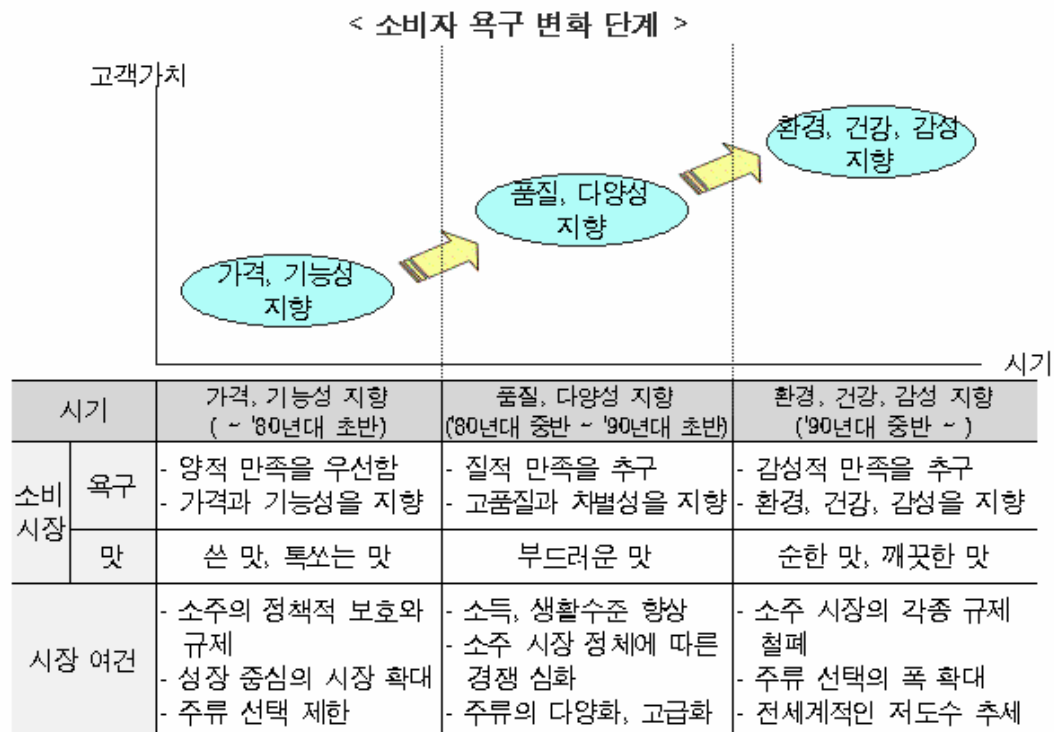 < 소비자 욕구 변화 단계 >
고객가치
환경, 건강, 감성
지향
품질, 다양성
지향
가격, 기능성
지향
시기
시기
가격, 기능성 지향
( ~ '80년대 초반)
품질, 다양성 지향
('80년대 중반 ~ '90년대 초반)
환경, 건강, 감성 지향
('90년대 중반 ~ )
소비
시장
욕구
- 양적 만족을 우선함
- 가격과 기능성을 지향
- 질적 만족을 추구
- 고품질과 차별성을 지향
- 감성적 만족을 추구
- 환경, 건강, 감성을 지향
맛
쓴 맛, 톡쏘는 맛
부드러운 맛
순한 맛, 깨끗한 맛
시장 여건
- 소주의 정책적 보호와
규제
- 성장 중심의 시장 확대
- 주류 선택 제한
- 소득, 생활수준 향상
- 소주 시장 정체에 따른
경쟁 심화
- 주류의 다양화, 고급화
- 소주 시장의 각종 규제
철폐
- 주류 선택의 폭 확대
- 전세계적인 저도수 추세